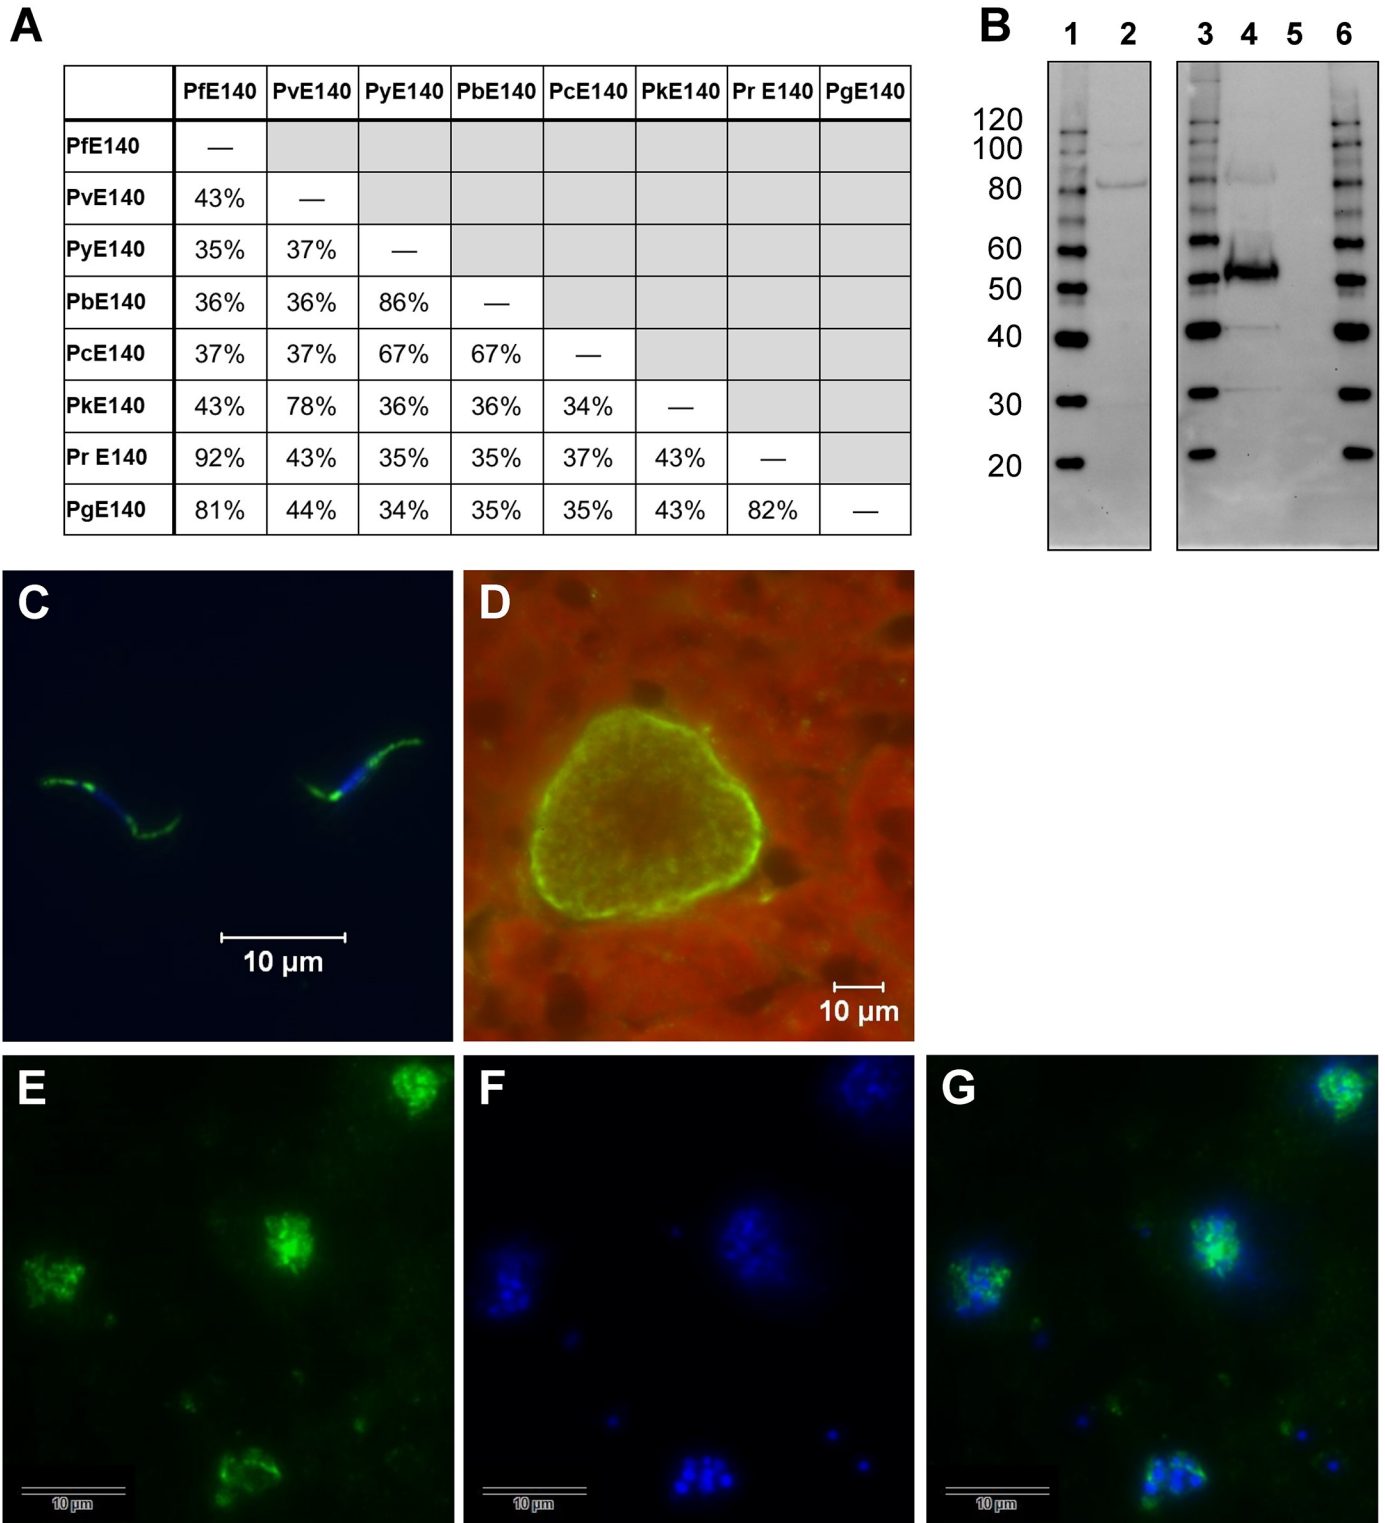 A
PfE140 PvE140 PyE140 PbE140 PcE140 PkE140 Pr E140 PgE140
PfE140 —
PvE140 43% —
PyE140 35% 37% —
PbE140 36% 36% 86% —
PcE140 37% 37% 67% 67% —
PkE140 43% 78% 36% 36% 34% —
Pr E140 92% 43% 35% 35% 37% 43% —
PgE140 81% 44% 34% 35% 35% 43% 82% —
B
1 2 3 4 5 6
120
100
80
60
50
40
30
20
C
10 µm
D
10 µm
E
10 µm
F
10 µm
G
10 µm